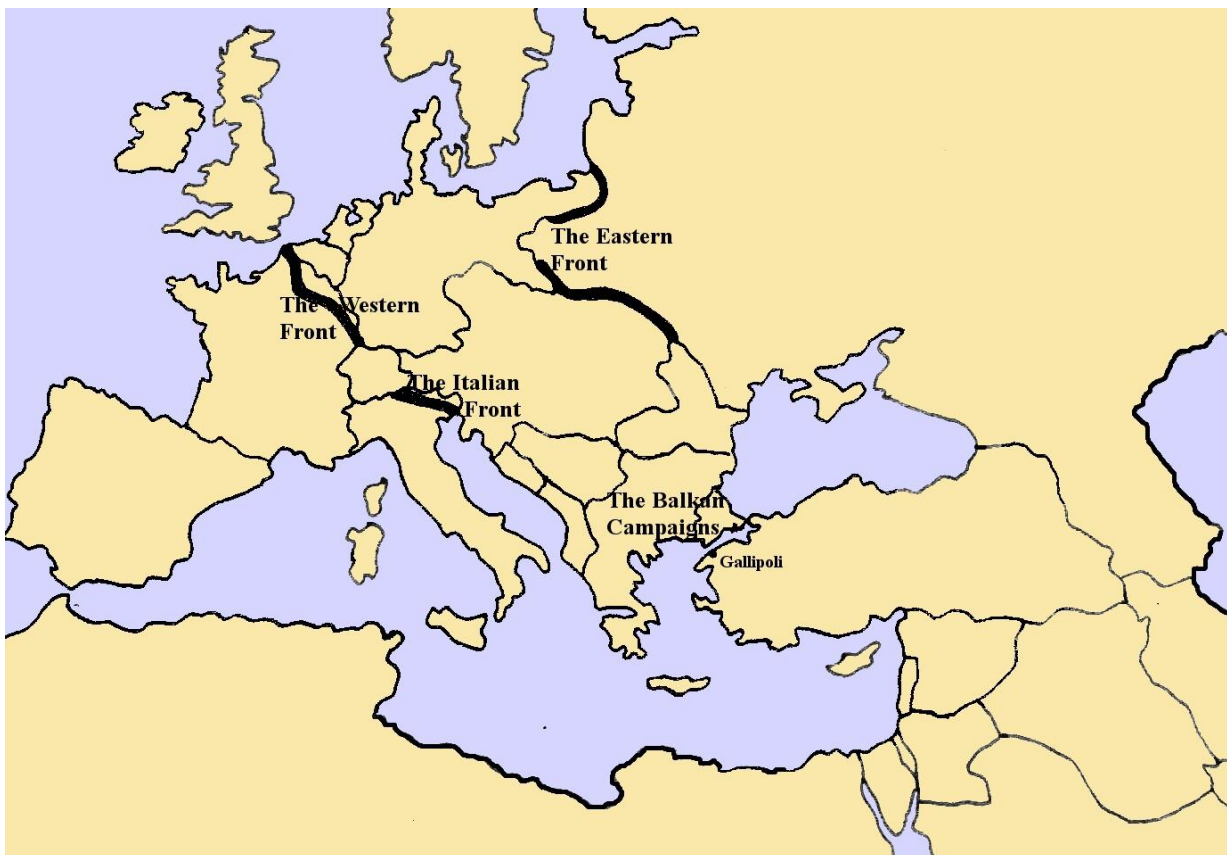 The Eastern
Front
The Western
Front
The Italian
Front
The Balkan
Campaigns
Gallipoli